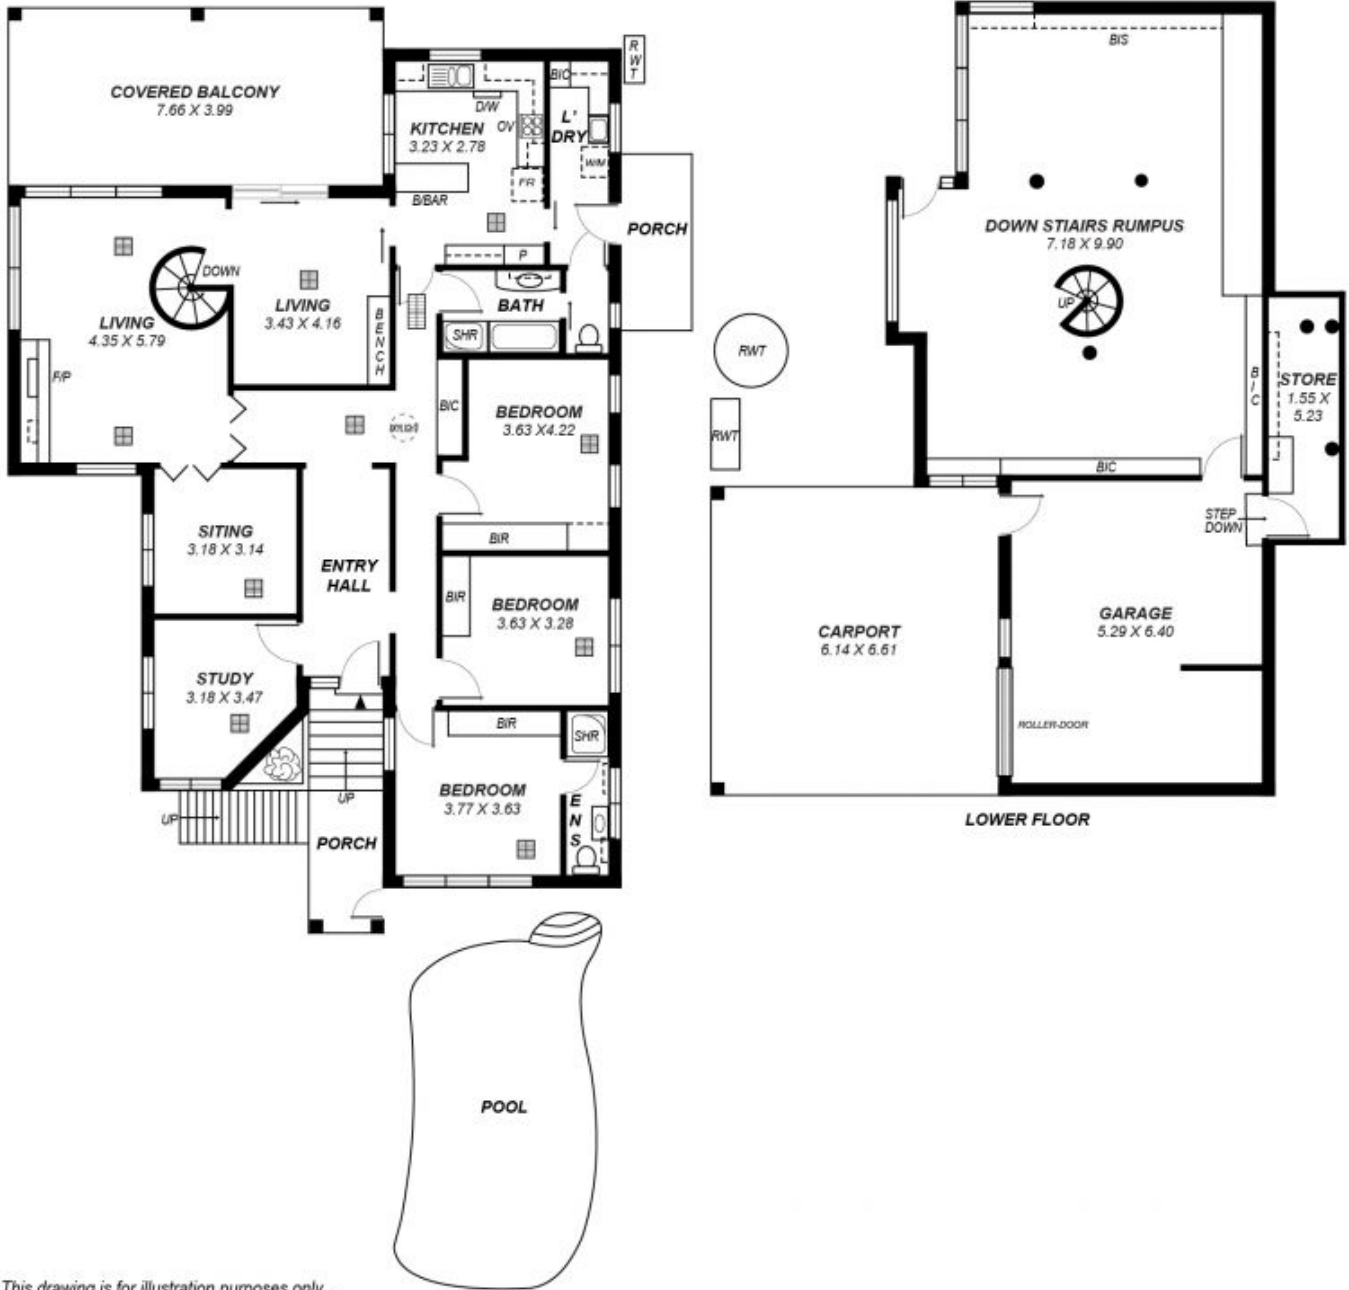 COVERED BALCONY
7.66 X 3.99
KITCHEN
3.23 X 2.78
D/W
OV
FR
B/BAR
P
BIC
L'
DRY
W/M
RWT
PORCH
LIVING
4.35 X 5.79
DOWN
LIVING
3.43 X 4.16
BENCH
F/P
BATH
SHR
BIC
BEDROOM
3.63 X4.22
BIR
SITING
3.18 X 3.14
ENTRY
HALL
BIR
BEDROOM
3.63 X 3.28
STUDY
3.18 X 3.47
UP
UP
PORCH
BIR
SHR
BEDROOM
3.77 X 3.63
ENS
POOL
BIS
DOWN STIAIRS RUMPUS
7.18 X 9.90
UP
RWT
RWT
BIC
BIC
STORE
1.55 X
5.23
STEP
DOWN
CARPORT
6.14 X 6.61
GARAGE
5.29 X 6.40
ROLLER-DOOR
LOWER FLOOR
This drawing is for illustration purposes only